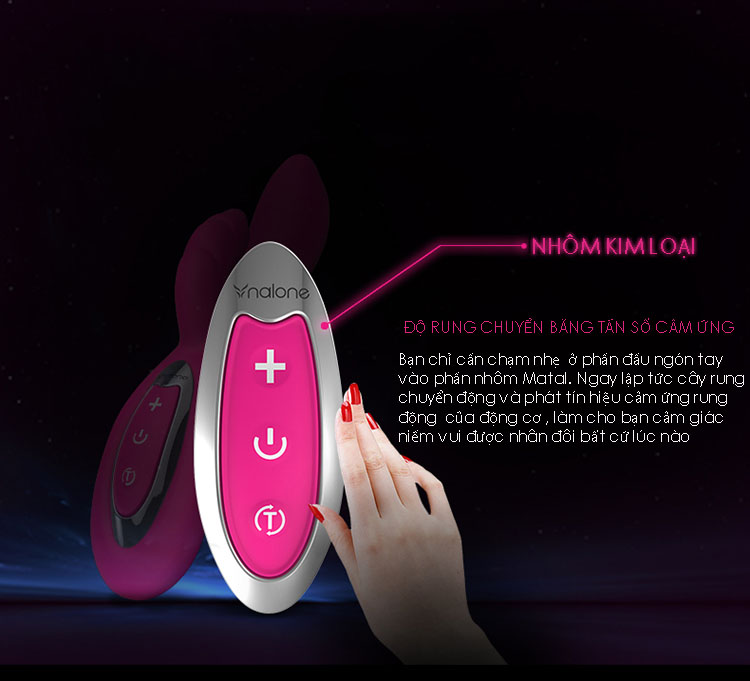 nalone
NHÔM KIM LOẠI
ĐỘ RUNG CHUYỂN BẰNG TẦN SỐ CẢM ỨNG
Bạn chỉ cần chạm nhẹ ở phần đầu ngón tay
vào phần nhôm Matal. Ngay lập tức cây rung
chuyển động và phát tín hiệu cảm ứng rung
động của động cơ , làm cho bạn cảm giác
niềm vui được nhân đôi bất cứ lúc nào
T
T